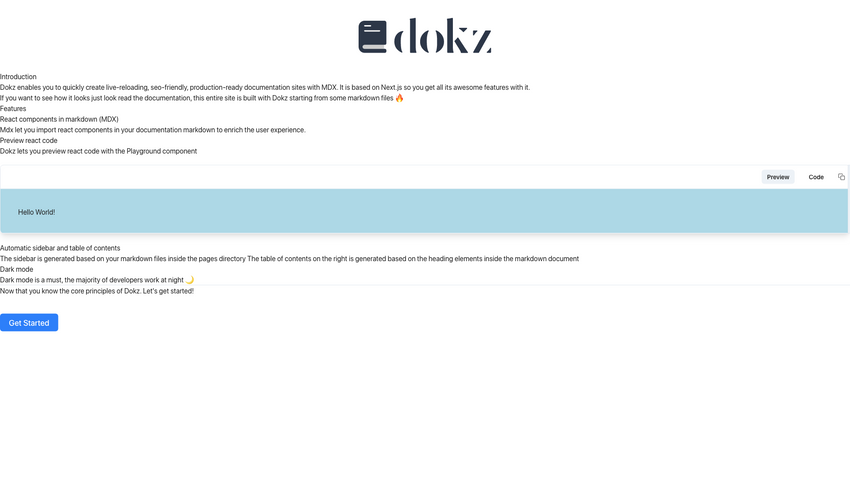 dokz
Introduction
Dokz enables you to quickly create live-reloading, seo-friendly, production-ready documentation sites with MDX. It is based on Next.js so you get all its awesome features with it.
If you want to see how it looks just look read the documentation, this entire site is built with Dokz starting from some markdown files 🔥
Features
React components in markdown (MDX)
Mdx let you import react components in your documentation markdown to enrich the user experience.
Preview react code
Dokz lets you preview react code with the Playground component
Preview Code
Hello World!
Automatic sidebar and table of contents
The sidebar is generated based on your markdown files inside the pages directory The table of contents on the right is generated based on the heading elements inside the markdown document
Dark mode
Dark mode is a must, the majority of developers work at night 🌙
Now that you know the core principles of Dokz. Let's get started!
Get Started